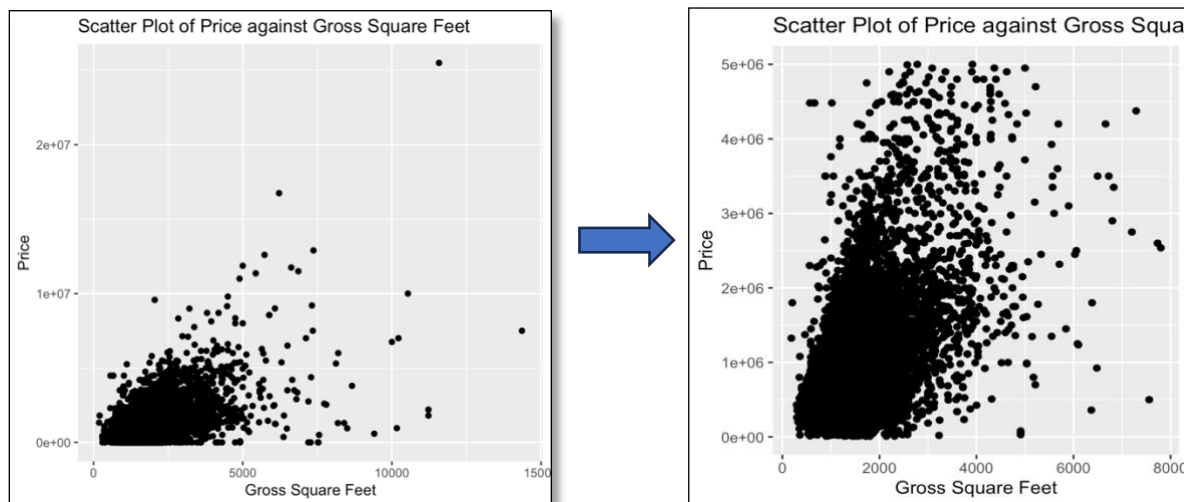 Scatter Plot of Price against Gross Square Feet
2e+07
1e+07
0e+00
Price
0
5000
10000
1500
Gross Square Feet
Scatter Plot of Price against Gross Squa
5e+06
4e+06
3e+06
2e+06
1e+06
0e+00
Price
0
2000
4000
6000
8000
Gross Square Feet